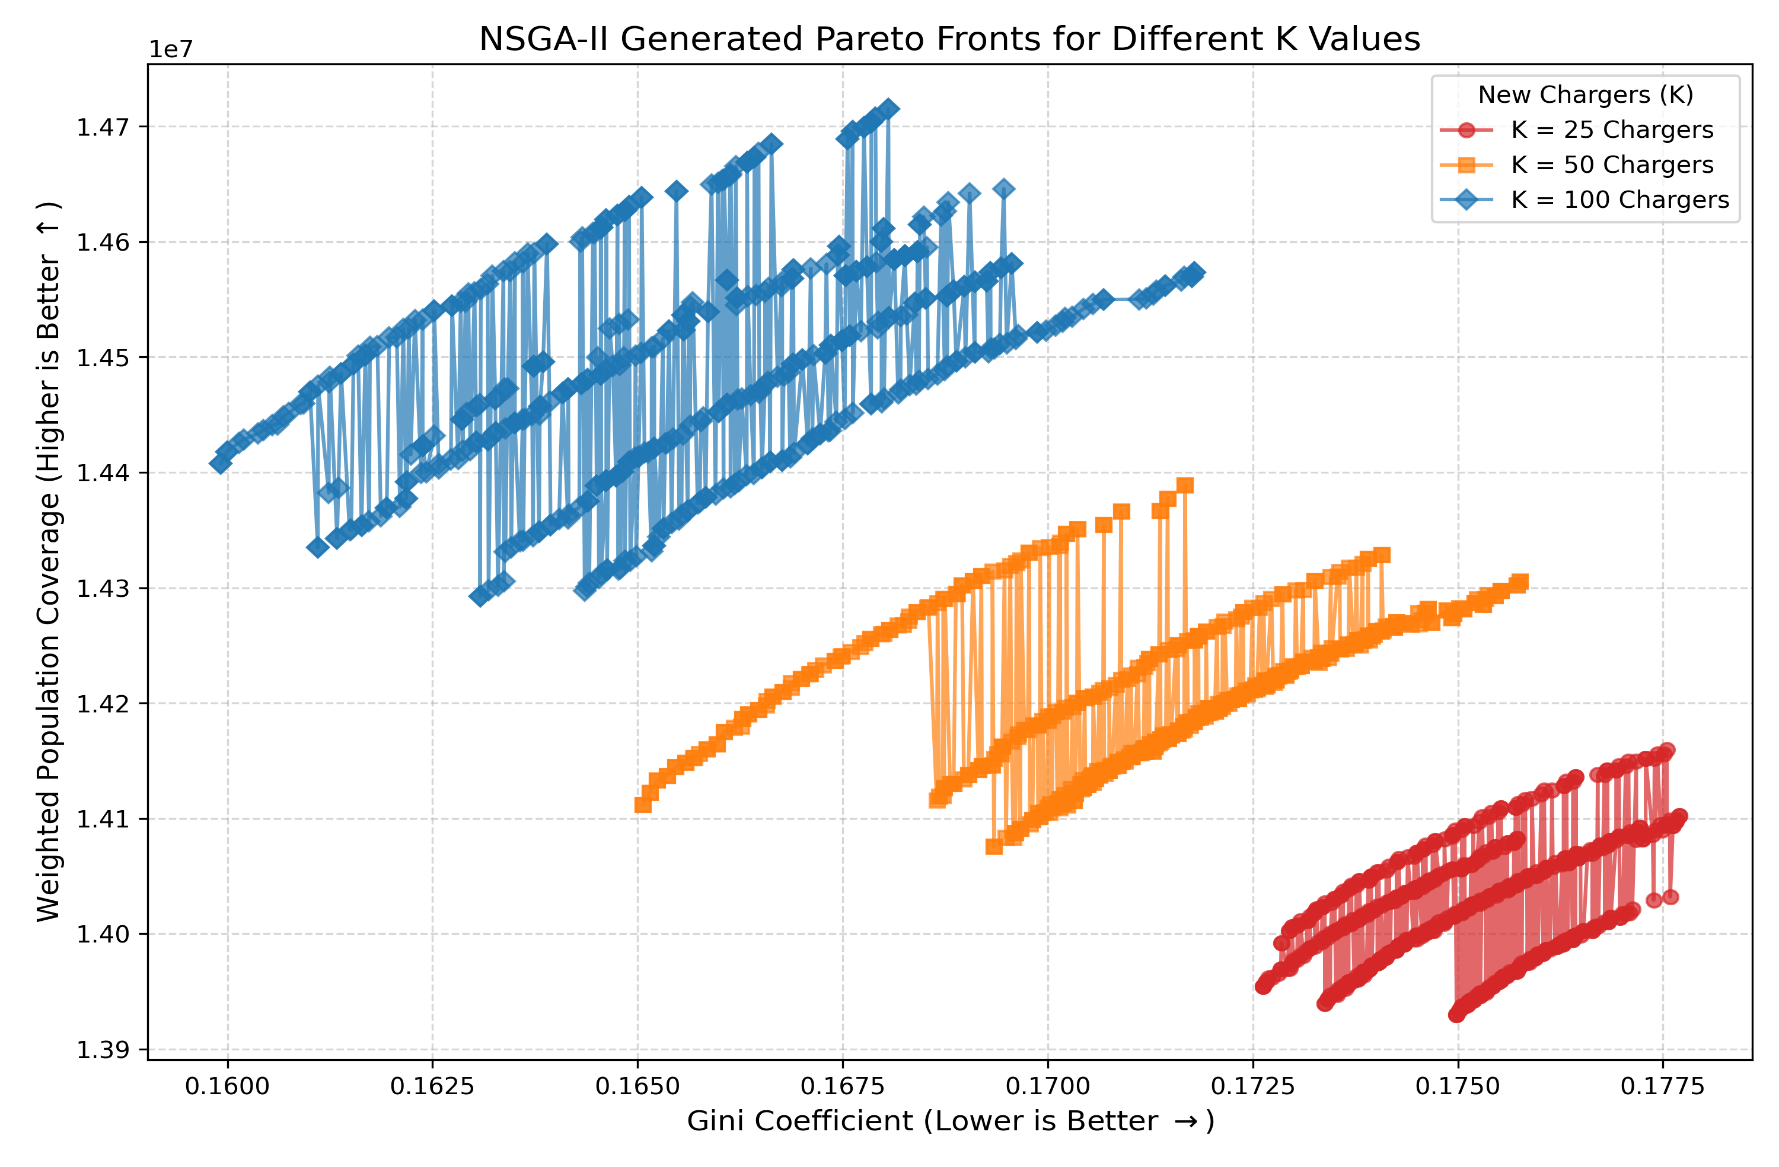 NSGA-II Generated Pareto Fronts for Different K Values
1e7
New Chargers (K)
K = 25 Chargers
K = 50 Chargers
K = 100 Chargers
Weighted Population Coverage (Higher is Better ↑)
1.47
1.46
1.45
1.44
1.43
1.42
1.41
1.40
1.39
0.1600 0.1625 0.1650 0.1675 0.1700 0.1725 0.1750 0.1775
Gini Coefficient (Lower is Better →)